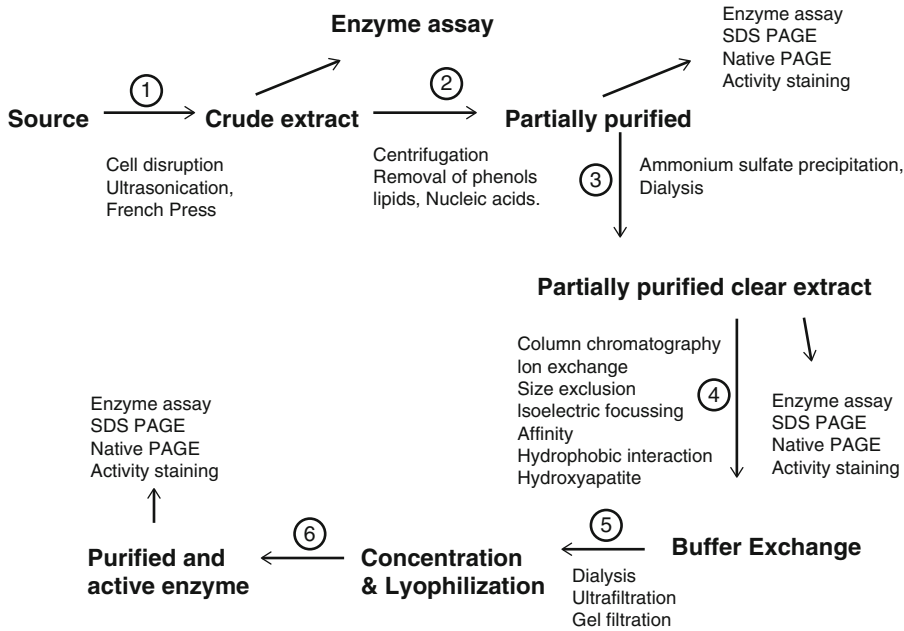 Enzyme assay
Enzyme assay
SDS PAGE
Native PAGE
Activity staining
1
2
Source
Crude extract
Partially purified
Cell disruption
Ultrasonication,
French Press
Centrifugation
Removal of phenols
lipids, Nucleic acids.
3
Ammonium sulfate precipitation,
Dialysis
Partially purified clear extract
Column chromatography
Ion exchange
Size exclusion
Isoelectric focussing
Affinity
Hydrophobic interaction
Hydroxyapatite
4
Enzyme assay
SDS PAGE
Native PAGE
Activity staining
Enzyme assay
SDS PAGE
Native PAGE
Activity staining
5
Buffer Exchange
Dialysis
Ultrafiltration
Gel filtration
Concentration
& Lyophilization
6
Purified and
active enzyme